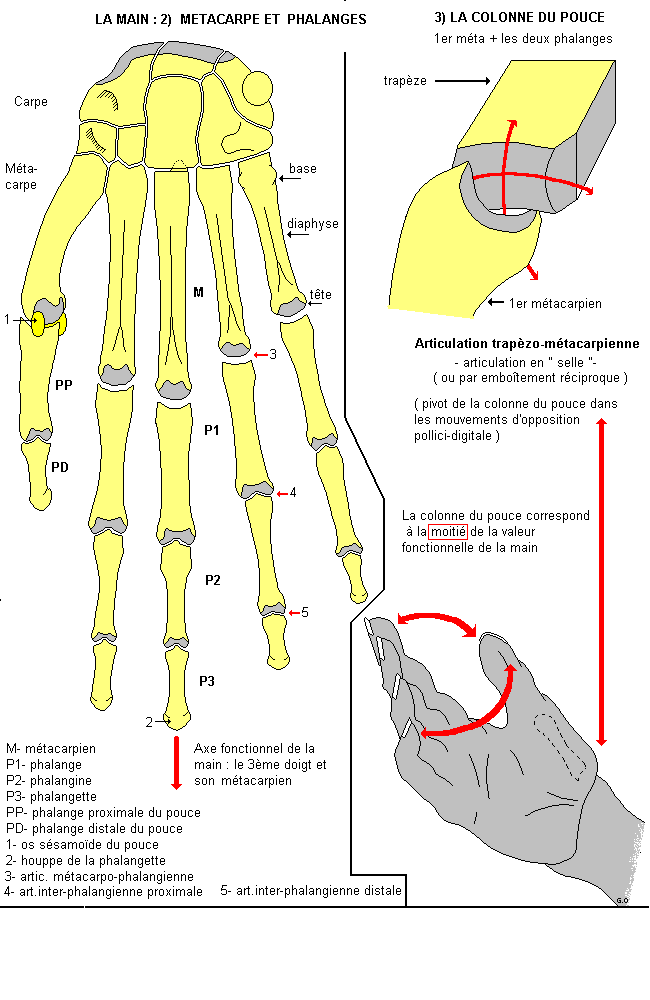 LA MAIN : 2) METACARPE ET PHALANGES
Carpe
Méta-
carpe
base
diaphyse
tête
M
1
3
PP
P1
PD
4
P2
5
P3
2
Axe fonctionnel de la
main : le 3ème doigt et
son métacarpien
M- métacarpien
P1- phalange
P2- phalangine
P3- phalangette
PP- phalange proximale du pouce
PD- phalange distale du pouce
1- os sésamoïde du pouce
2- houppe de la phalangette
3- artic. métacarpo-phalangienne
4- art.inter-phalangienne proximale
5- art.inter-phalangienne distale
3) LA COLONNE DU POUCE
1er méta + les deux phalanges
trapèze
1er métacarpien
Articulation trapèzo-métacarpienne
- articulation en " selle "-
( ou par emboîtement réciproque )
( pivot de la colonne du pouce dans
les mouvements d'opposition
pollici-digitale )
La colonne du pouce correspond
à la moitié de la valeur
fonctionnelle de la main
G.O